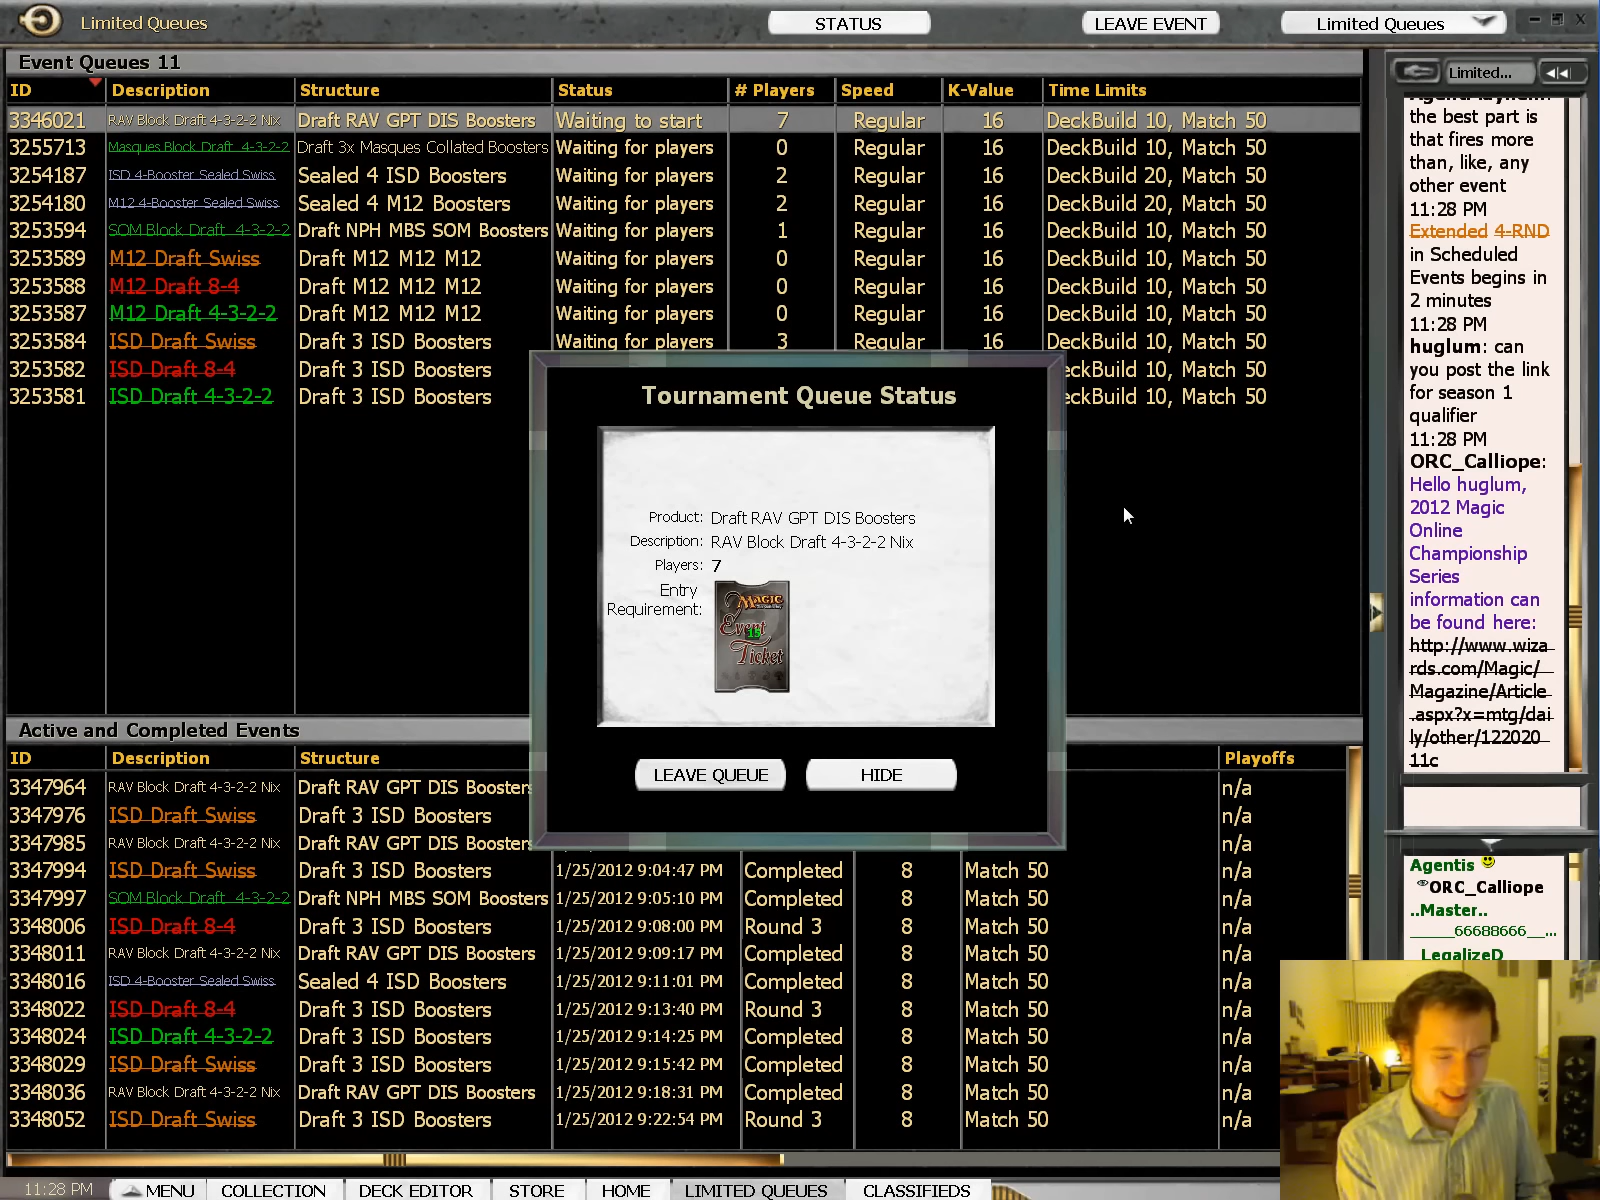 Limited Queues
STATUS
LEAVE EVENT
Limited Queues
Event Queues 11
ID Description Structure Status # Players Speed K-Value Time Limits
3346021 RAV Block Draft 4-3-2-2 Nix Draft RAV GPT DIS Boosters Waiting to start 7 Regular 16 DeckBuild 10, Match 50
3255713 Masques Block Draft 4-3-2-2 Draft 3x Masques Collated Boosters Waiting for players 0 Regular 16 DeckBuild 10, Match 50
3254187 ISD 4-Booster Sealed Swiss Sealed 4 ISD Boosters Waiting for players 2 Regular 16 DeckBuild 20, Match 50
3254180 M12 4-Booster Sealed Swiss Sealed 4 M12 Boosters Waiting for players 2 Regular 16 DeckBuild 20, Match 50
3253594 SOM Block Draft 4-3-2-2 Draft NPH MBS SOM Boosters Waiting for players 1 Regular 16 DeckBuild 10, Match 50
3253589 M12 Draft Swiss Draft M12 M12 M12 Waiting for players 0 Regular 16 DeckBuild 10, Match 50
3253588 M12 Draft 8-4 Draft M12 M12 M12 Waiting for players 0 Regular 16 DeckBuild 10, Match 50
3253587 M12 Draft 4-3-2-2 Draft M12 M12 M12 Waiting for players 0 Regular 16 DeckBuild 10, Match 50
3253584 ISD Draft Swiss Draft 3 ISD Boosters Waiting for players 3 Regular 16 DeckBuild 10, Match 50
3253582 ISD Draft 8-4 Draft 3 ISD Boosters eckBuild 10, Match 50
3253581 ISD Draft 4-3-2-2 Draft 3 ISD Boosters eckBuild 10, Match 50
Tournament Queue Status
Product: Draft RAV GPT DIS Boosters
Description: RAV Block Draft 4-3-2-2 Nix
Players: 7
Entry
Requirement:
Magic
Event
15
Ticket
LEAVE QUEUE
HIDE
Active and Completed Events
ID Description Structure Playoffs
3347964 RAV Block Draft 4-3-2-2 Nix Draft RAV GPT DIS Boosters n/a
3347976 ISD Draft Swiss Draft 3 ISD Boosters n/a
3347985 RAV Block Draft 4-3-2-2 Nix Draft RAV GPT DIS Boosters n/a
3347994 ISD Draft Swiss Draft 3 ISD Boosters 1/25/2012 9:04:47 PM Completed 8 Match 50 n/a
3347997 SOM Block Draft 4-3-2-2 Draft NPH MBS SOM Boosters 1/25/2012 9:05:10 PM Completed 8 Match 50 n/a
3348006 ISD Draft 8-4 Draft 3 ISD Boosters 1/25/2012 9:08:00 PM Round 3 8 Match 50 n/a
3348011 RAV Block Draft 4-3-2-2 Nix Draft RAV GPT DIS Boosters 1/25/2012 9:09:17 PM Completed 8 Match 50 n/a
3348016 ISD 4-Booster Sealed Swiss Sealed 4 ISD Boosters 1/25/2012 9:11:01 PM Completed 8 Match 50 n/a
3348022 ISD Draft 8-4 Draft 3 ISD Boosters 1/25/2012 9:13:40 PM Round 3 8 Match 50 n/a
3348024 ISD Draft 4-3-2-2 Draft 3 ISD Boosters 1/25/2012 9:14:25 PM Completed 8 Match 50 n/a
3348029 ISD Draft Swiss Draft 3 ISD Boosters 1/25/2012 9:15:42 PM Completed 8 Match 50 n/a
3348036 RAV Block Draft 4-3-2-2 Nix Draft RAV GPT DIS Boosters 1/25/2012 9:18:31 PM Completed 8 Match 50 n/a
3348052 ISD Draft Swiss Draft 3 ISD Boosters 1/25/2012 9:22:54 PM Round 3 8 Match 50 n/a
Limited...
the best part is
that fires more
than, like, any
other event
11:28 PM
Extended 4-RND
in Scheduled
Events begins in
2 minutes
11:28 PM
huglum: can
you post the link
for season 1
qualifier
11:28 PM
ORC_Calliope:
Hello huglum,
2012 Magic
Online
Championship
Series
information can
be found here:
http://www.wiza
rds.com/Magic/
Magazine/Article
.aspx?x=mtg/dai
ly/other/122020
11c
Agentis
ORC_Calliope
..Master..
_____66688666__...
LegalizeD
11:28 PM MENU COLLECTION DECK EDITOR STORE HOME LIMITED QUEUES CLASSIFIEDS